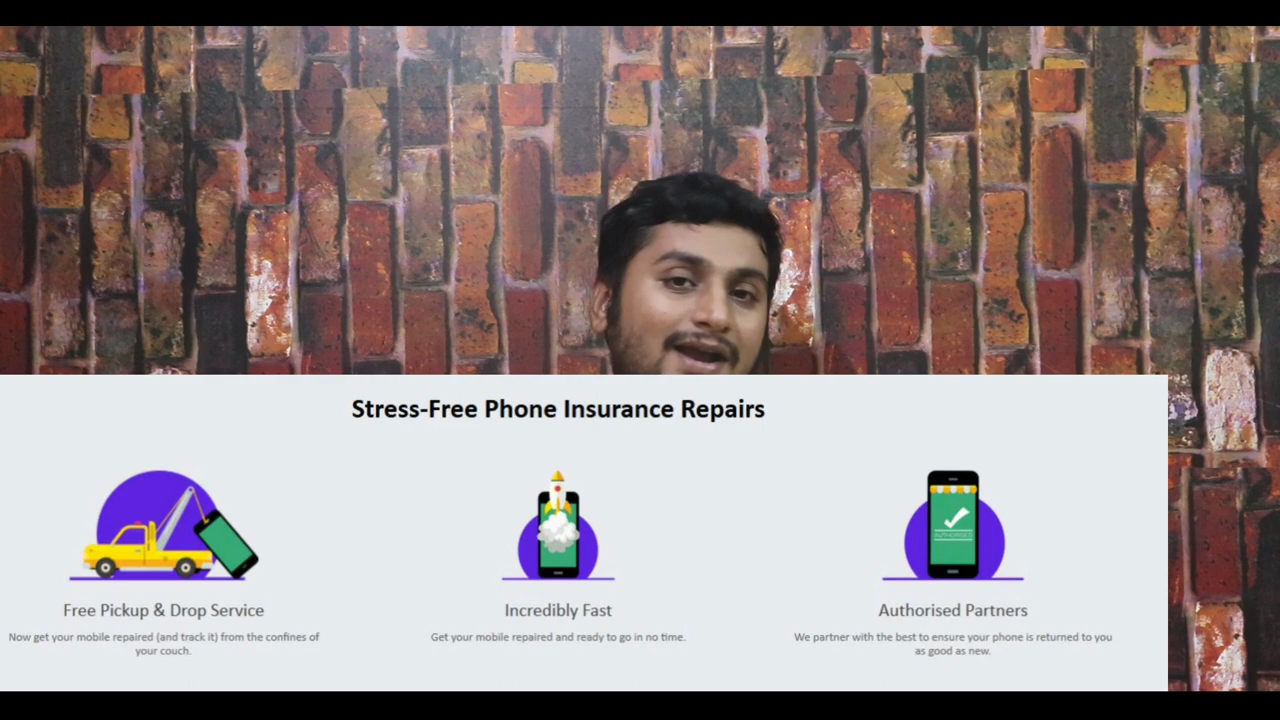 Stress-Free Phone Insurance Repairs
AUTHORISED
Free Pickup & Drop Service
Now get your mobile repaired (and track it) from the confines of
your couch.
Incredibly Fast
Get your mobile repaired and ready to go in no time.
Authorised Partners
We partner with the best to ensure your phone is returned to you
as good as new.